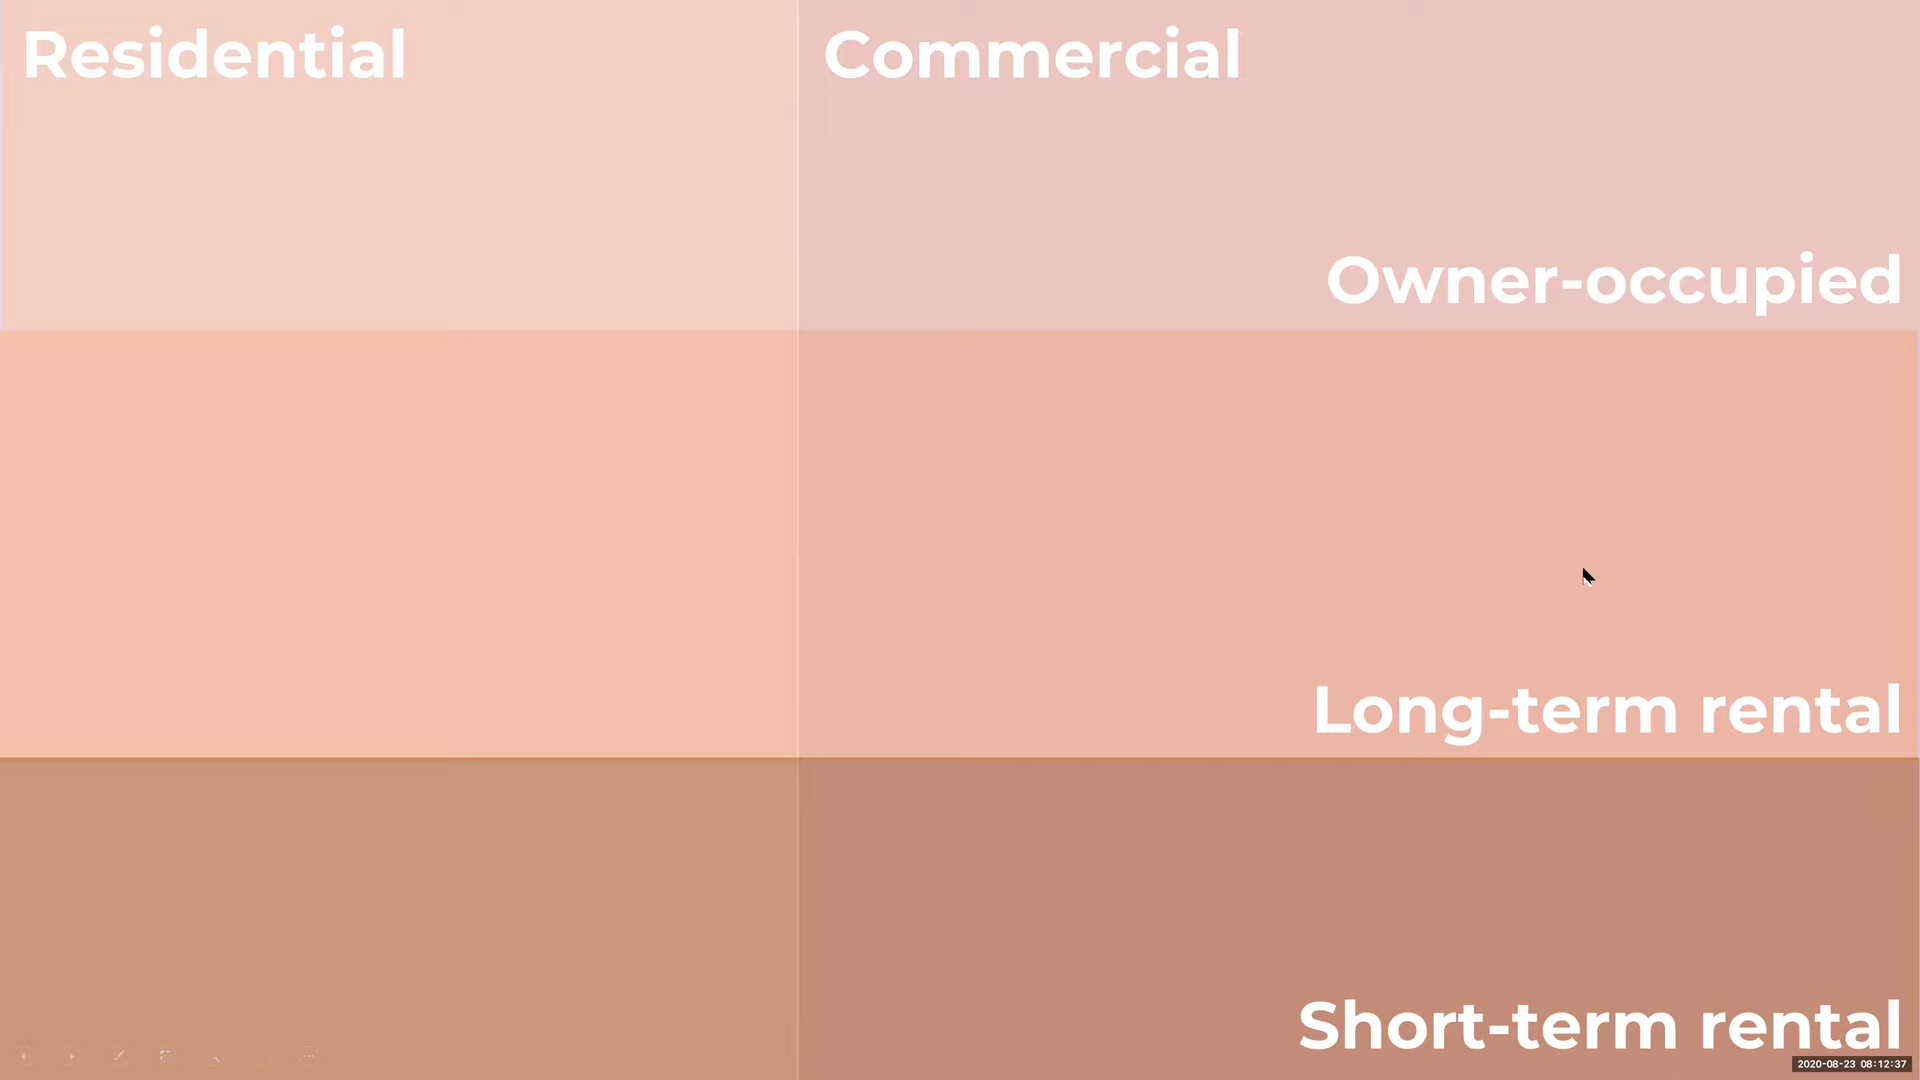 Residential
Commercial
Owner-occupied
Long-term rental
Short-term rental
2020-08-23 08:12:37